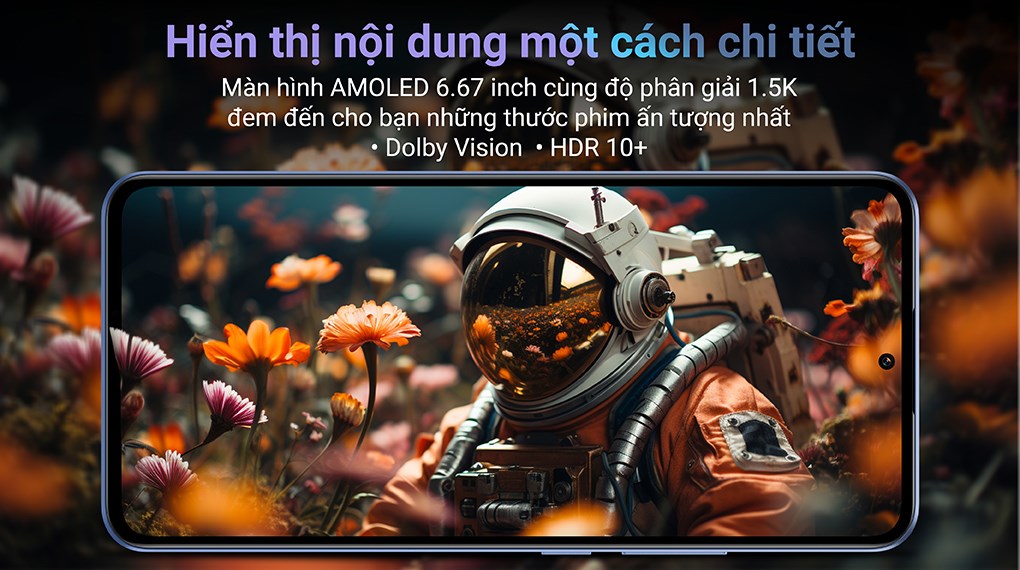 Hiển thị nội dung một cách chi tiết
Màn hình AMOLED 6.67 inch cùng độ phân giải 1.5K
đem đến cho bạn những thước phim ấn tượng nhất
• Dolby Vision • HDR 10+